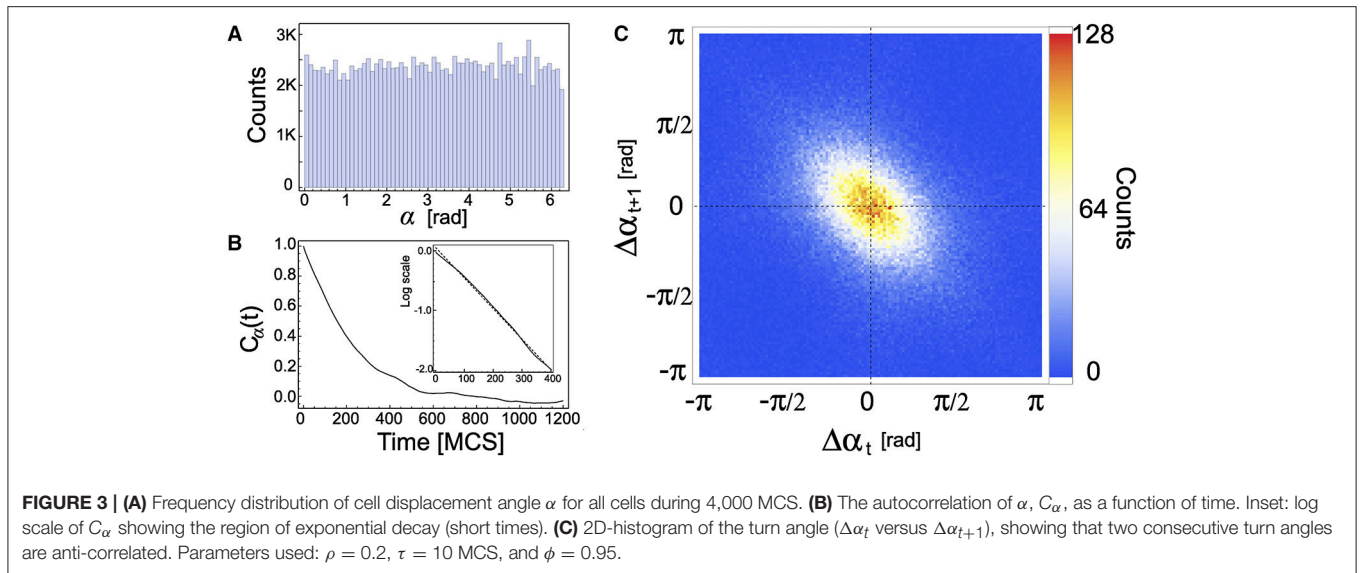 A
3K
2K
1K
0
Counts
0 1 2 3 4 5 6
α [rad]
B
1.0
0.8
0.6
0.4
0.2
0.0
Cα(t)
0 200 400 600 800 1000 1200
Time [MCS]
0.0
-1.0
-2.0
Log scale
0 100 200 300 400
C
π
π/2
0
-π/2
-π
Δαt+1 [rad]
-π -π/2 0 π/2 π
Δαt [rad]
128
64
0
Counts
FIGURE 3 | (A) Frequency distribution of cell displacement angle α for all cells during 4,000 MCS. (B) The autocorrelation of α, Cα, as a function of time. Inset: log
scale of Cα showing the region of exponential decay (short times). (C) 2D-histogram of the turn angle (Δαt versus Δαt+1), showing that two consecutive turn angles
are anti-correlated. Parameters used: ρ = 0.2, τ = 10 MCS, and ϕ = 0.95.